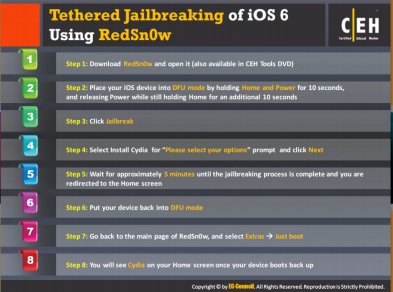 Tethered Jailbreaking of iOS 6
Using RedSn0w
C|EH
Certified Ethical Hacker
1
Step 1: Download RedSn0w and open it (also available in CEH Tools DVD)
2
Step 2: Place your iOS device into DFU mode by holding Home and Power for 10 seconds,
and releasing Power while still holding Home for an additional 10 seconds
3
Step 3: Click Jailbreak
4
Step 4: Select Install Cydia for "Please select your options" prompt and click Next
5
Step 5: Wait for approximately 5 minutes until the jailbreaking process is complete and you are
redirected to the Home screen
6
Step 6: Put your device back into DFU mode
7
Step 7: Go back to the main page of RedSn0w, and select Extras → Just boot
8
Step 8: You will see Cydia on your Home screen once your device boots back up
Copyright © by EC-Council. All Rights Reserved. Reproduction is Strictly Prohibited.